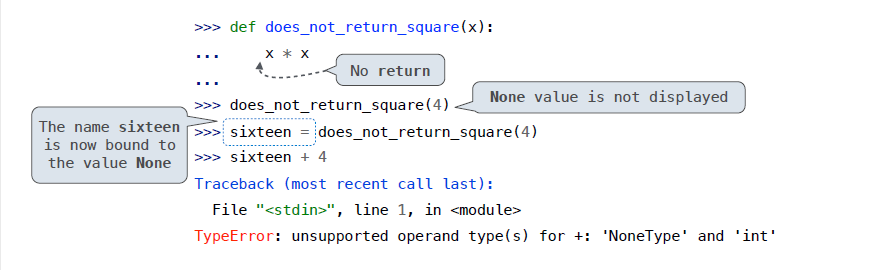 >>> def does_not_return_square(x):
...     x * x
No return
...
>>> does_not_return_square(4)
None value is not displayed
The name sixteen
is now bound to
the value None
>>> sixteen = does_not_return_square(4)
>>> sixteen + 4
Traceback (most recent call last):
  File "<stdin>", line 1, in <module>
TypeError: unsupported operand type(s) for +: 'NoneType' and 'int'